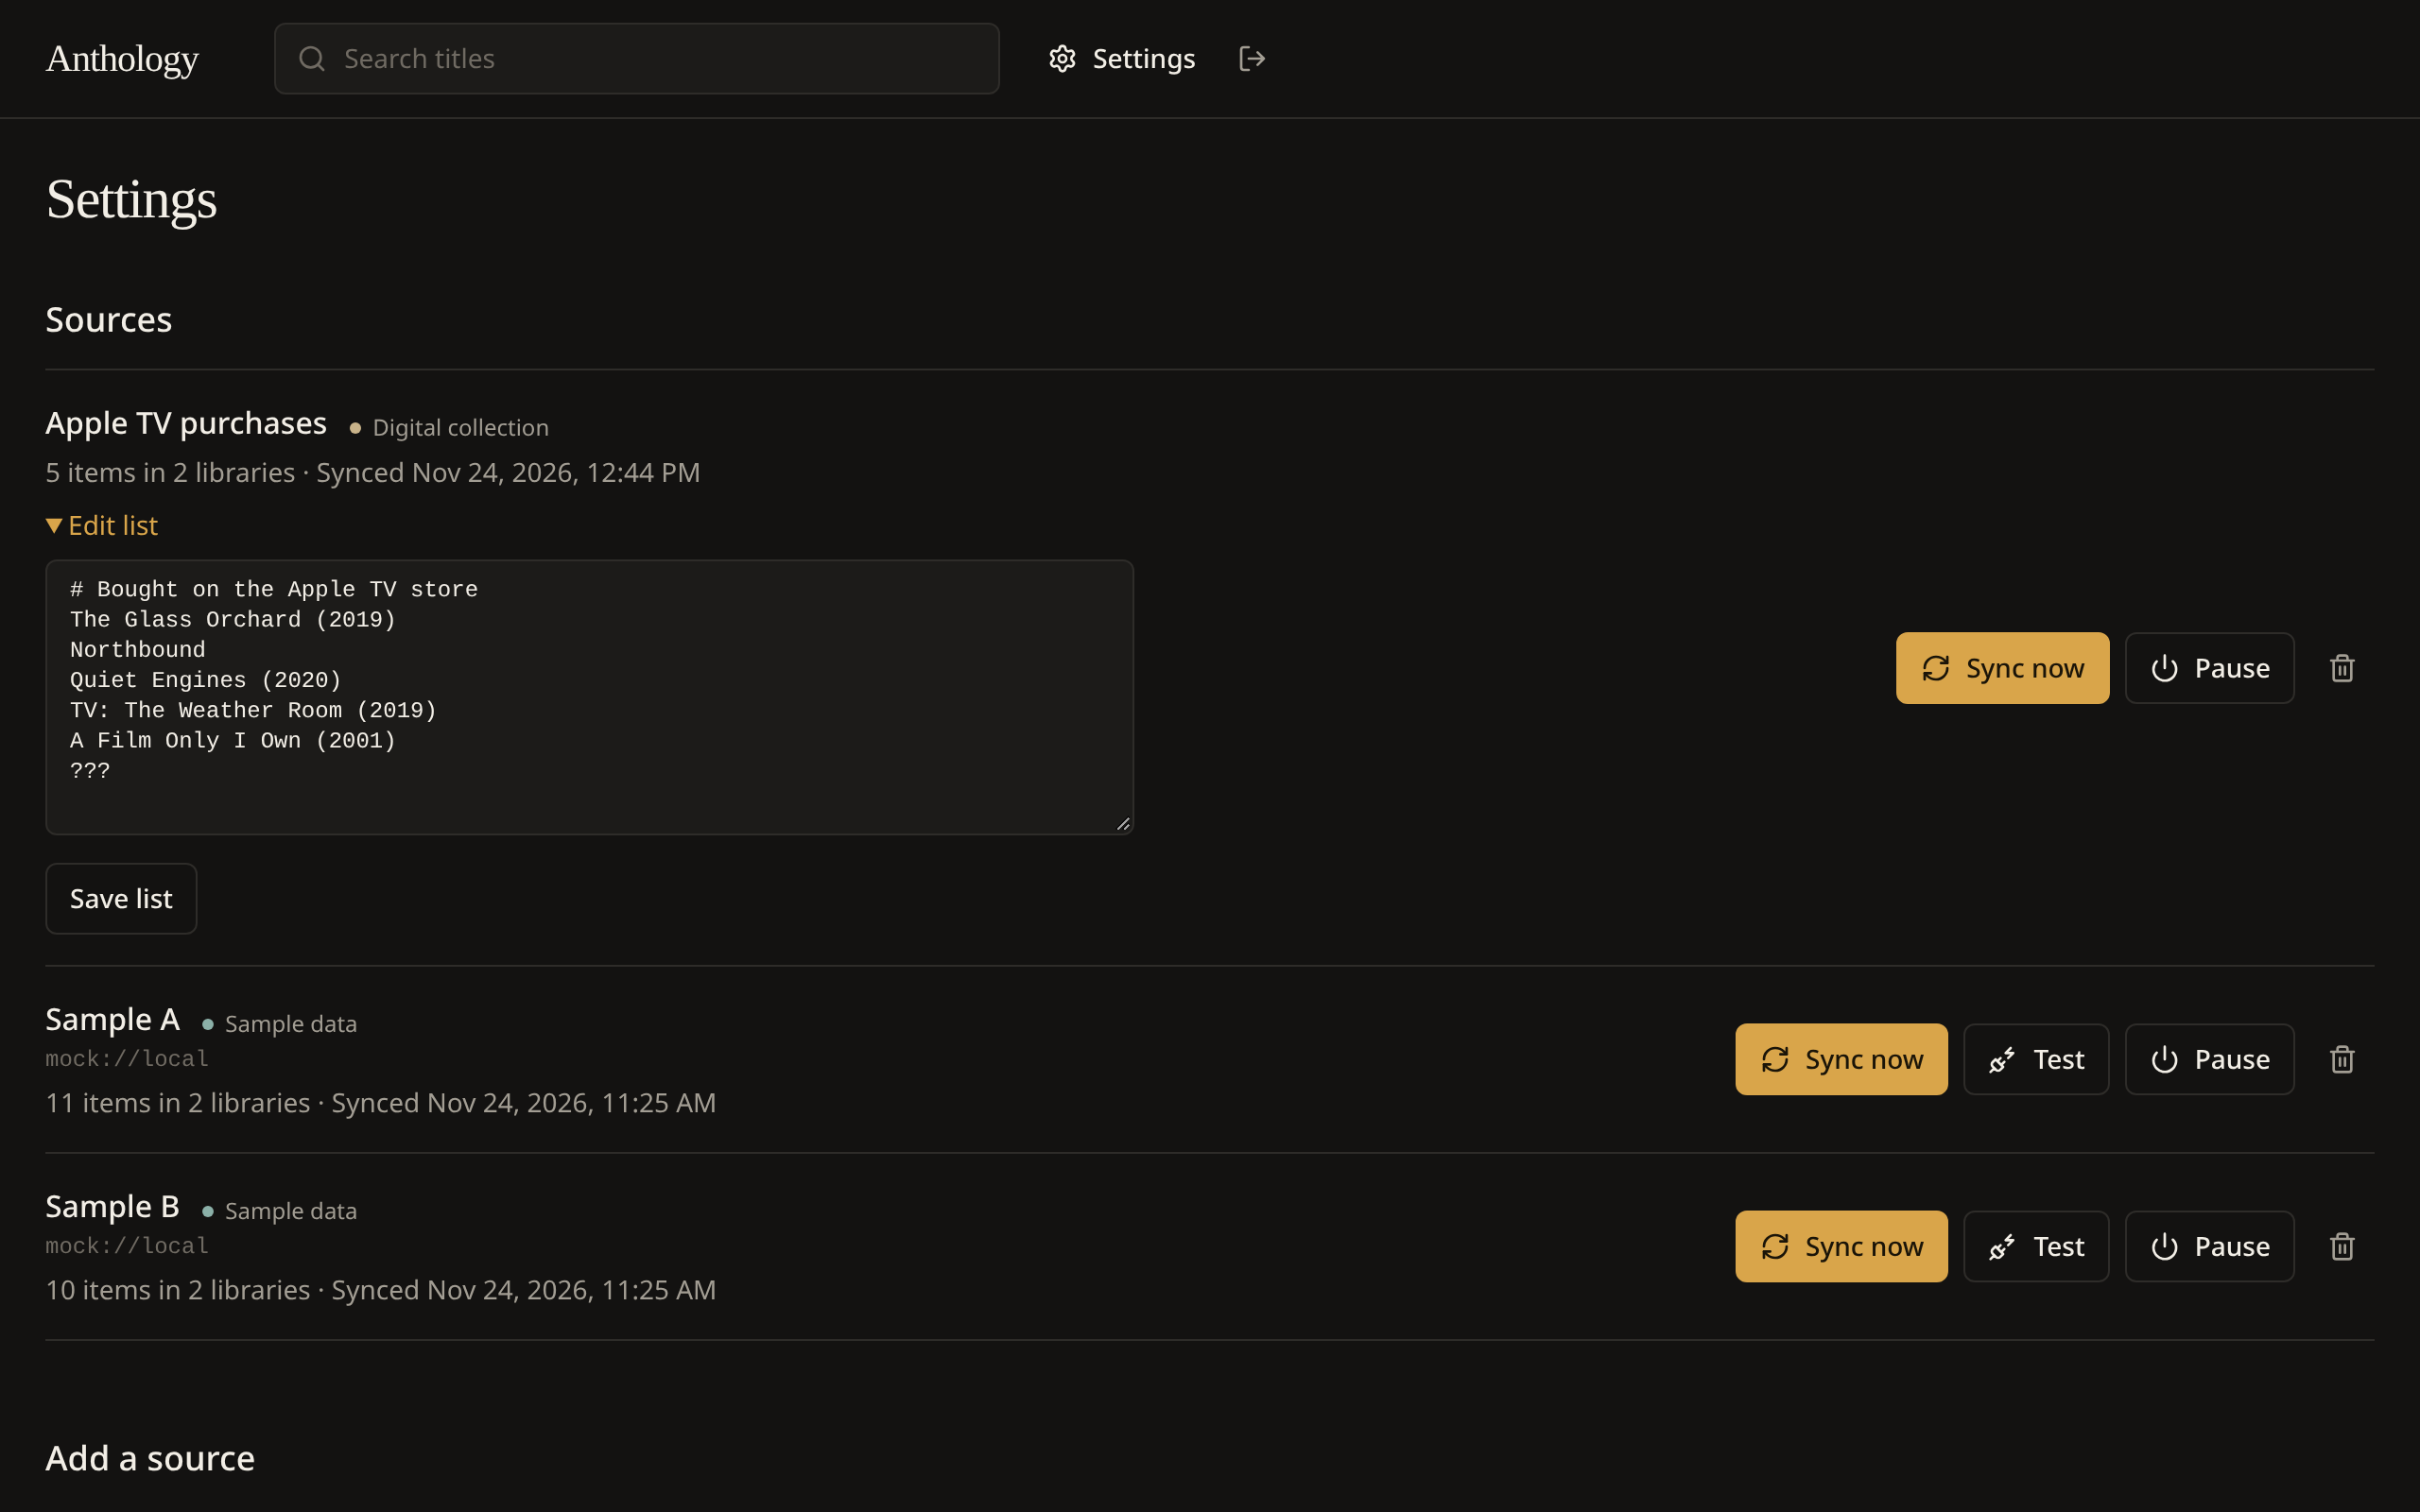 Anthology
Search titles
Settings
Settings
Sources
Apple TV purchases
Digital collection
5 items in 2 libraries · Synced Nov 24, 2026, 12:44 PM
Edit list
# Bought on the Apple TV store
The Glass Orchard (2019)
Northbound
Quiet Engines (2020)
TV: The Weather Room (2019)
A Film Only I Own (2001)
???
Sync now
Pause
Save list
Sample A
Sample data
mock://local
11 items in 2 libraries · Synced Nov 24, 2026, 11:25 AM
Sync now
Test
Pause
Sample B
Sample data
mock://local
10 items in 2 libraries · Synced Nov 24, 2026, 11:25 AM
Sync now
Test
Pause
Add a source